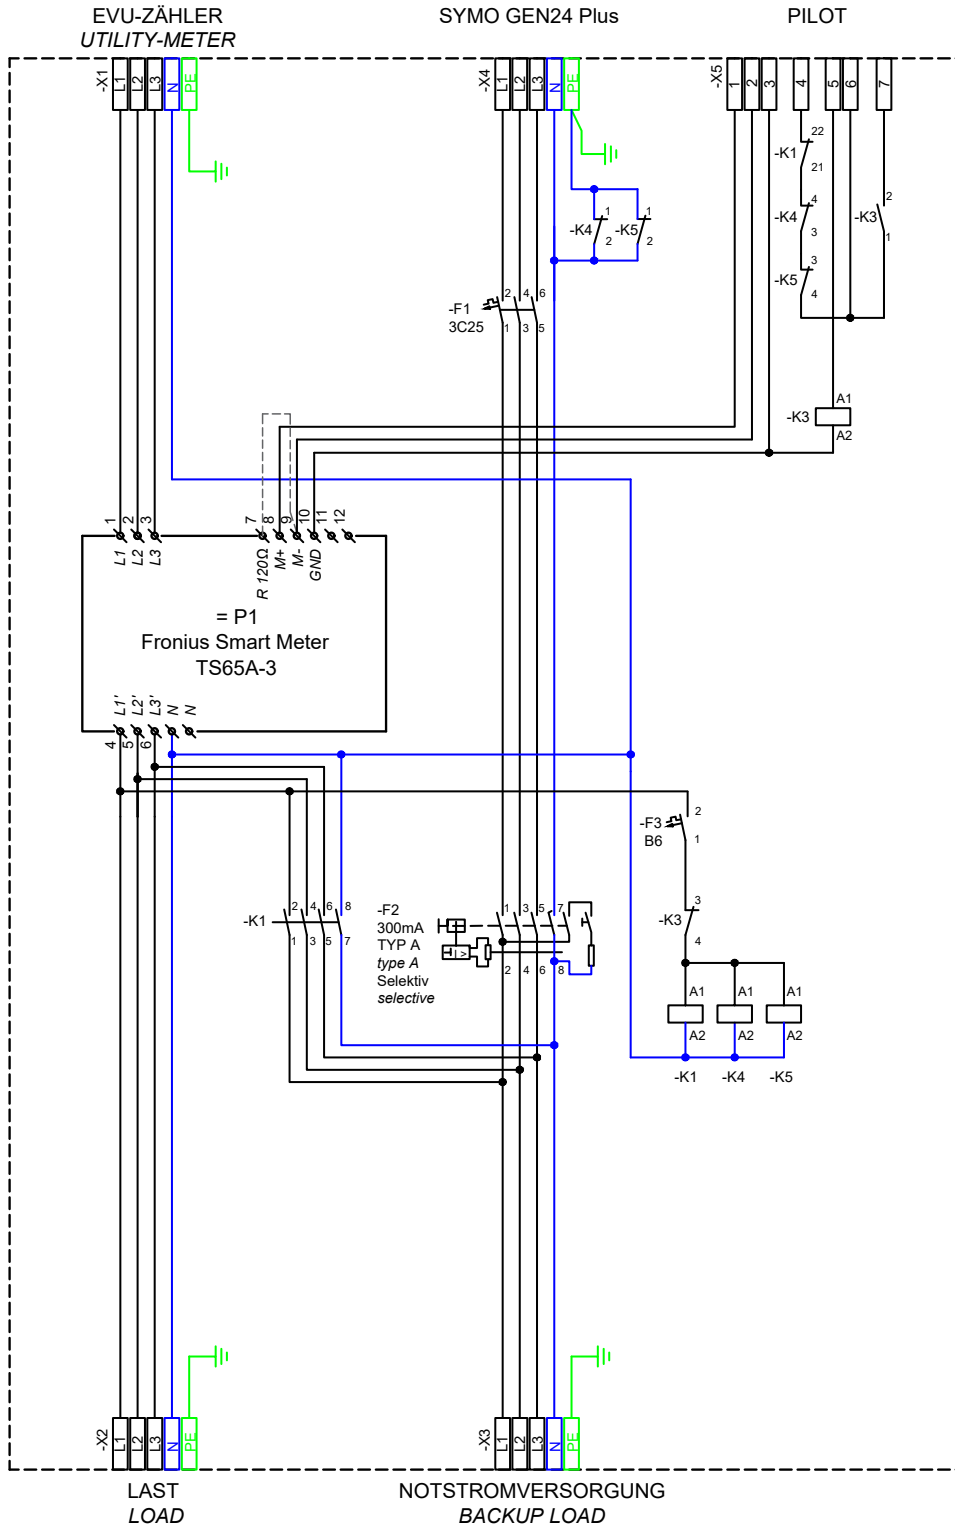 EVU-ZÄHLER
UTILITY-METER
SYMO GEN24 Plus
PILOT
-X1
L1
L2
L3
N
PE
-X4
L1
L2
L3
N
PE
-X5
1
2
3
4
5
6
7
-K1
22
21
-K4
4
3
-K5
3
4
-K3
2
1
-K4
1
2
-K5
1
2
-F1
3C25
2
4
6
1
3
5
-K3
A1
A2
1
2
3
7
8
9
10
11
12
L1
L2
L3
R 120Ω
M+
M-
GND
= P1
Fronius Smart Meter
TS65A-3
L1'
L2'
L3'
N
N
4
5
6
-F3
B6
2
1
-K1
2
4
6
8
1
3
5
7
-F2
300mA
TYP A
type A
Selektiv
selective
I >
1
3
5
7
2
4
6
8
-K3
3
4
A1
A1
A1
A2
A2
A2
-K1
-K4
-K5
-X2
L1
L2
L3
N
PE
-X3
L1
L2
L3
N
PE
LAST
LOAD
NOTSTROMVERSORGUNG
BACKUP LOAD